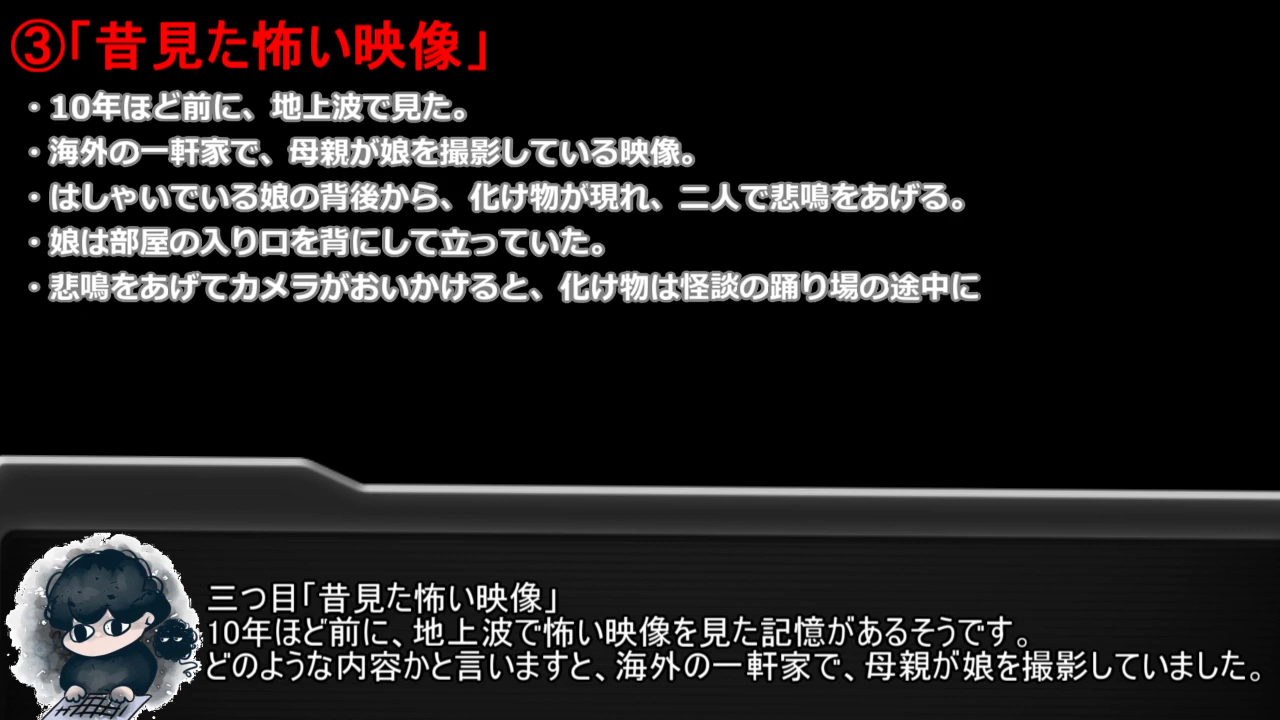 ③「昔見た怖い映像」
・10年ほど前に、地上波で見た。
・海外の一軒家で、母親が娘を撮影している映像。
・はしゃいでいる娘の背後から、化け物が現れ、二人で悲鳴をあげる。
・娘は部屋の入り口を背にして立っていた。
・悲鳴をあげてカメラがおいかけると、化け物は怪談の踊り場の途中に
三つ目「昔見た怖い映像」
10年ほど前に、地上波で怖い映像を見た記憶があるそうです。
どのような内容かと言いますと、海外の一軒家で、母親が娘を撮影していました。